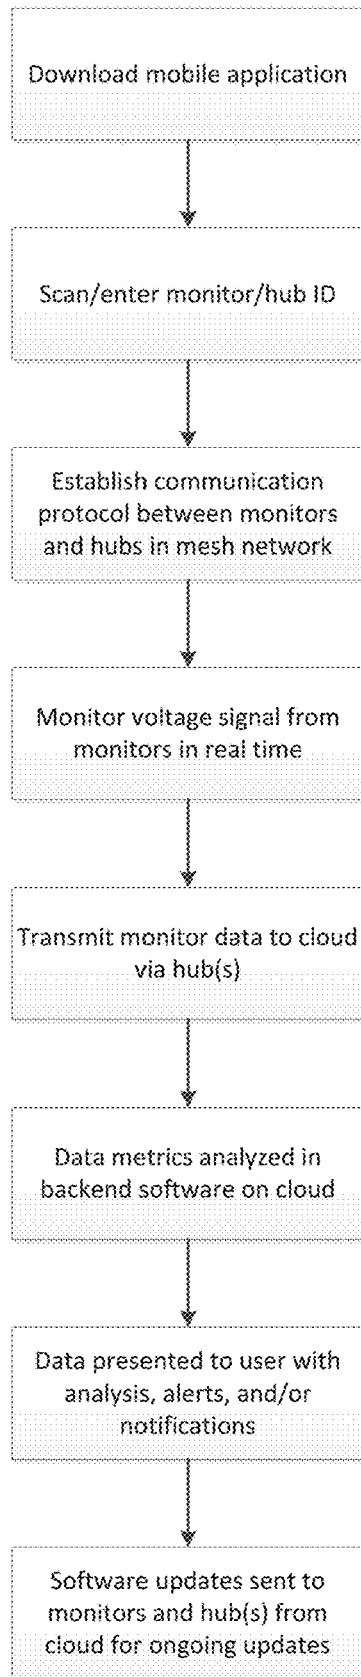 Download mobile application
Scan/enter monitor/hub ID
Establish communication
protocol between monitors
and hubs in mesh network
Monitor voltage signal from
monitors in real time
Transmit monitor data to cloud
via hub(s)
Data metrics analyzed in
backend software on cloud
Data presented to user with
analysis, alerts, and/or
notifications
Software updates sent to
monitors and hub(s) from
cloud for ongoing updates